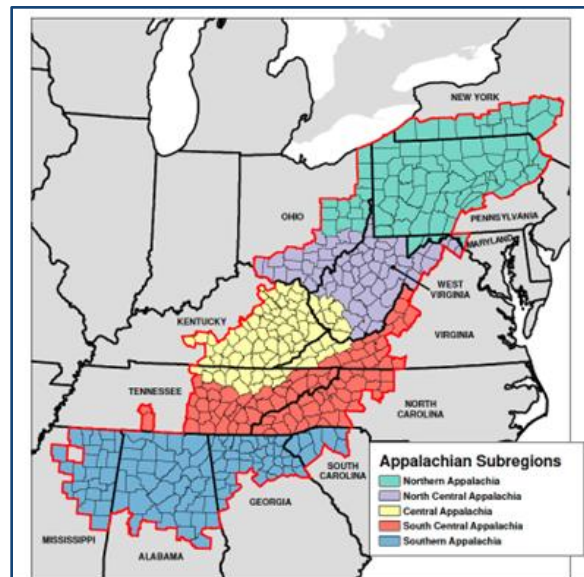 NEW YORK
OHIO
PENNSYLVANIA
MARYLAND
WEST
VIRGINIA
KENTUCKY
VIRGINIA
TENNESSEE
NORTH
CAROLINA
SOUTH
CAROLINA
GEORGIA
MISSISSIPPI
ALABAMA
Appalachian Subregions
Northern Appalachia
North Central Appalachia
Central Appalachia
South Central Appalachia
Southern Appalachia